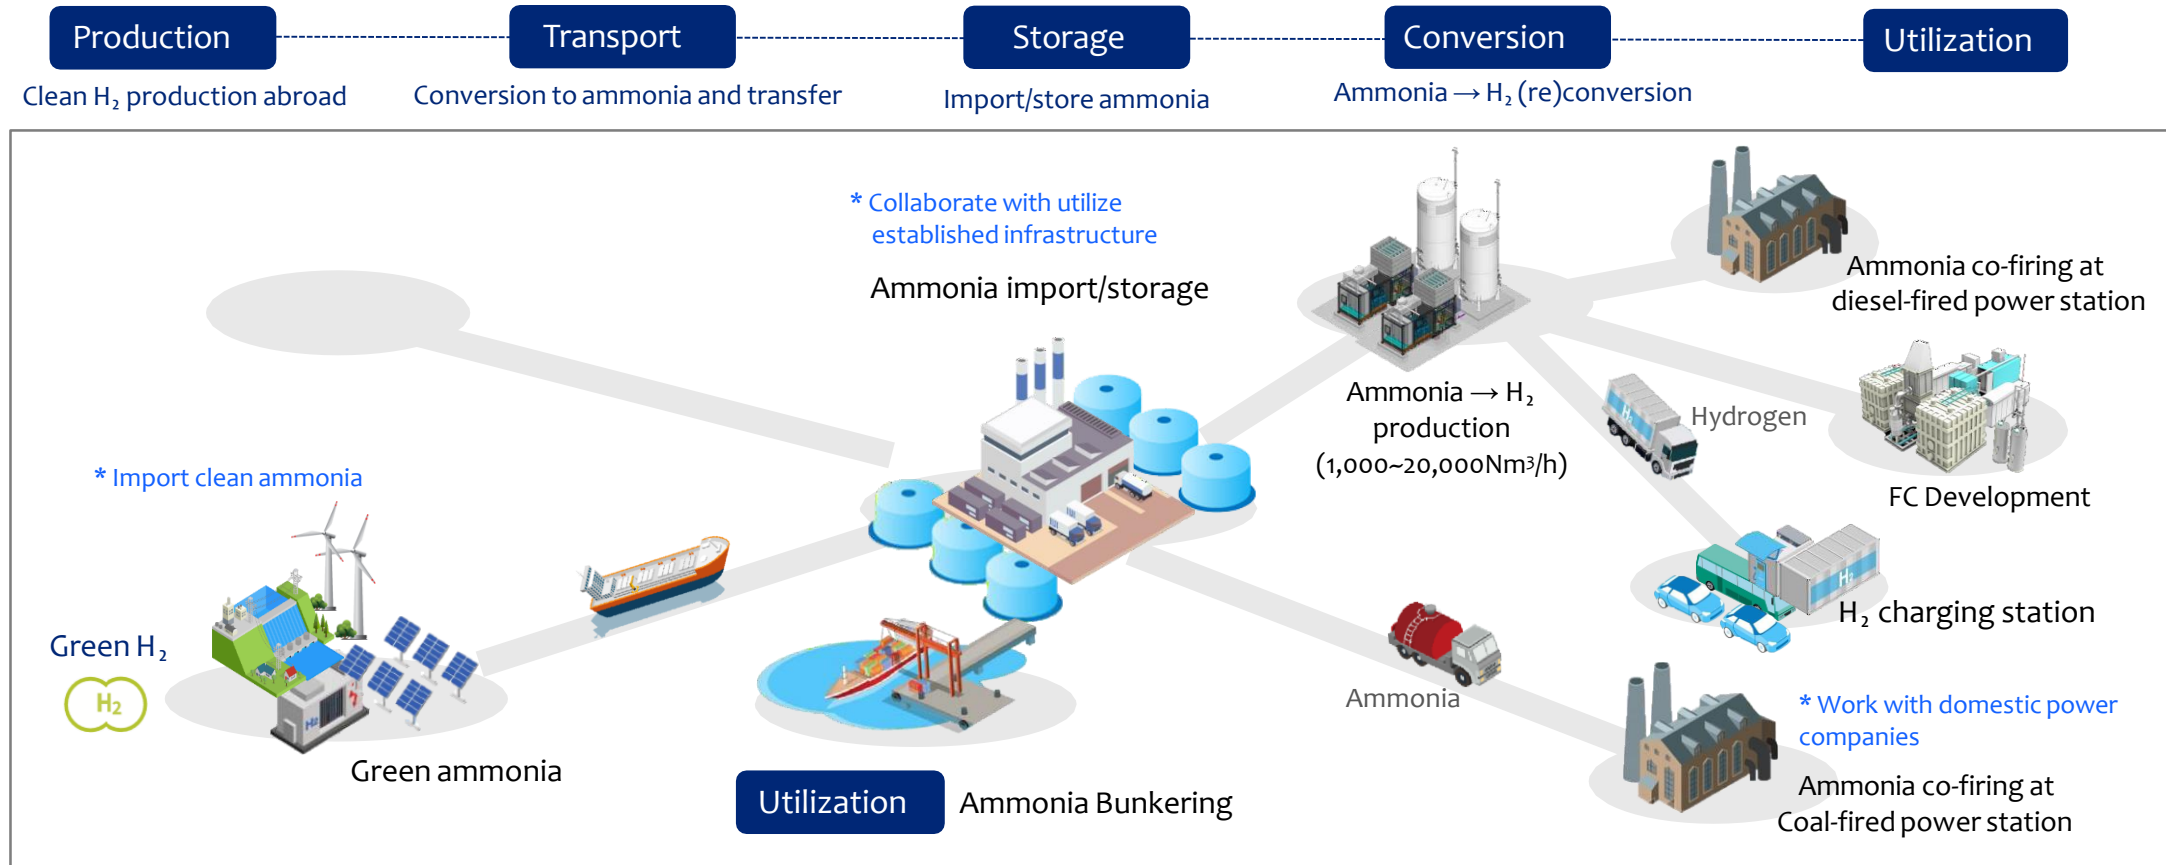 Production
Transport
Storage
Conversion
Utilization
Clean H₂ production abroad
Conversion to ammonia and transfer
Import/store ammonia
Ammonia → H₂ (re)conversion
* Collaborate with utilize
established infrastructure
Ammonia import/storage
* Import clean ammonia
Green H₂
H₂
H₂
Green ammonia
Utilization
Ammonia Bunkering
Ammonia → H₂
production
(1,000~20,000Nm³/h)
H₂
Hydrogen
Ammonia
Ammonia co-firing at
diesel-fired power station
FC Development
H₂
H₂ charging station
* Work with domestic power
companies
Ammonia co-firing at
Coal-fired power station